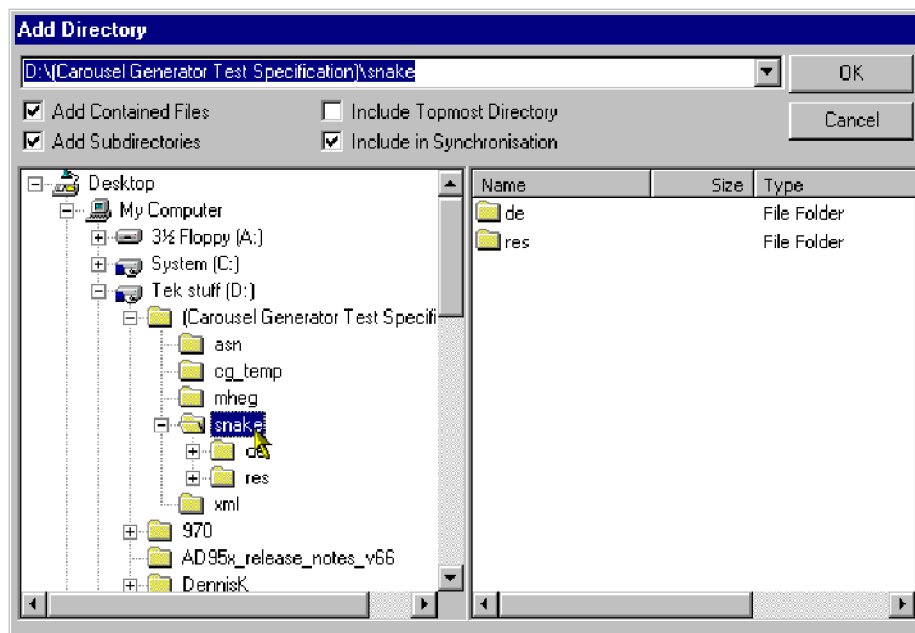 Add Directory
D:\(Carousel Generator Test Specification)\snake
OK
Add Contained Files
Include Topmost Directory
Cancel
Add Subdirectories
Include in Synchronisation
Desktop
My Computer
3½ Floppy (A:)
System (C:)
Tek stuff (D:)
(Carousel Generator Test Specifi
asn
cg_temp
mheg
snake
de
res
xml
970
AD95x_release_notes_v66
DennisK
Name Size Type
de File Folder
res File Folder